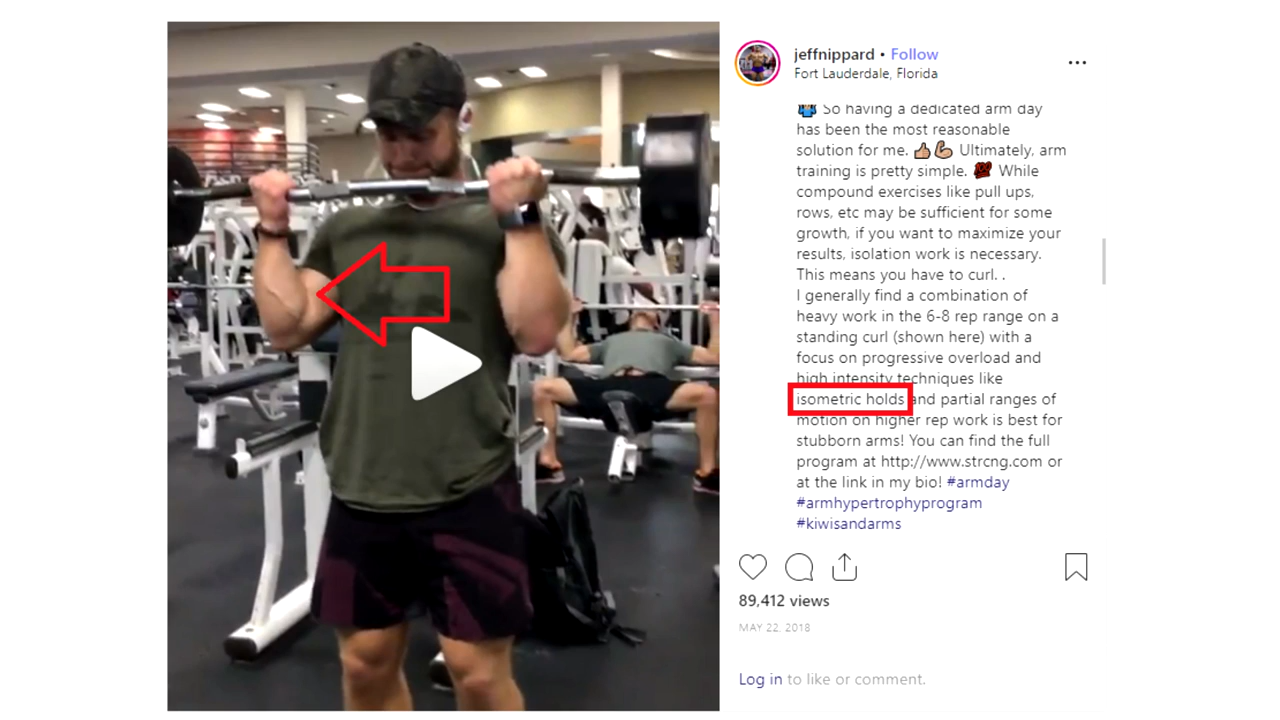 jeffnippard • Follow
Fort Lauderdale, Florida
So having a dedicated arm day
has been the most reasonable
solution for me. 👍💪 Ultimately, arm
training is pretty simple. 💯 While
compound exercises like pull ups,
rows, etc may be sufficient for some
growth, if you want to maximize your
results, isolation work is necessary.
This means you have to curl. .
I generally find a combination of
heavy work in the 6-8 rep range on a
standing curl (shown here) with a
focus on progressive overload and
high intensity techniques like
isometric holds and partial ranges of
motion on higher rep work is best for
stubborn arms! You can find the full
program at http://www.strcng.com or
at the link in my bio! #armday
#armhypertrophyprogram
#kiwisandarms
89,412 views
MAY 22, 2018
Log in to like or comment.